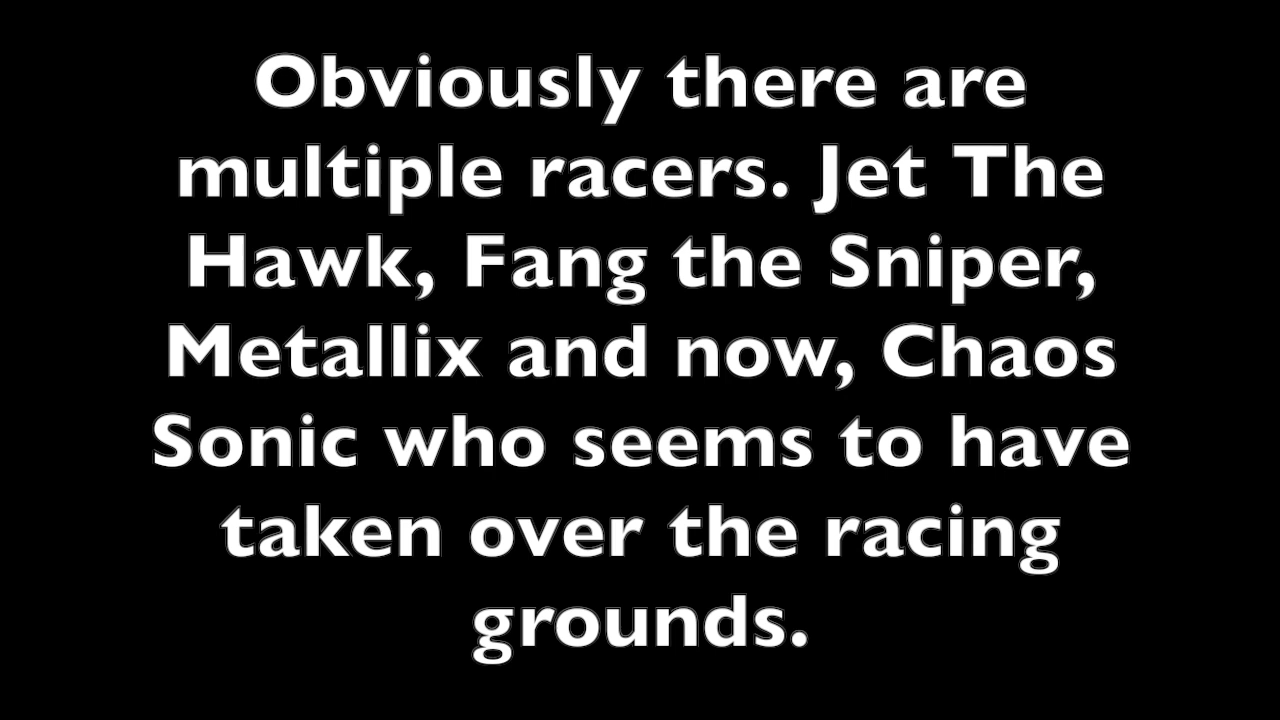 Obviously there are
multiple racers. Jet The
Hawk, Fang the Sniper,
Metallix and now, Chaos
Sonic who seems to have
taken over the racing
grounds.